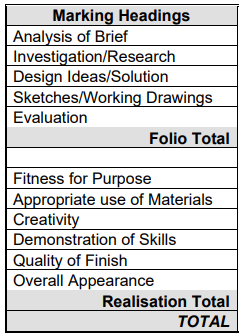 Marking Headings
Analysis of Brief
Investigation/Research
Design Ideas/Solution
Sketches/Working Drawings
Evaluation
Folio Total
Fitness for Purpose
Appropriate use of Materials
Creativity
Demonstration of Skills
Quality of Finish
Overall Appearance
Realisation Total
TOTAL